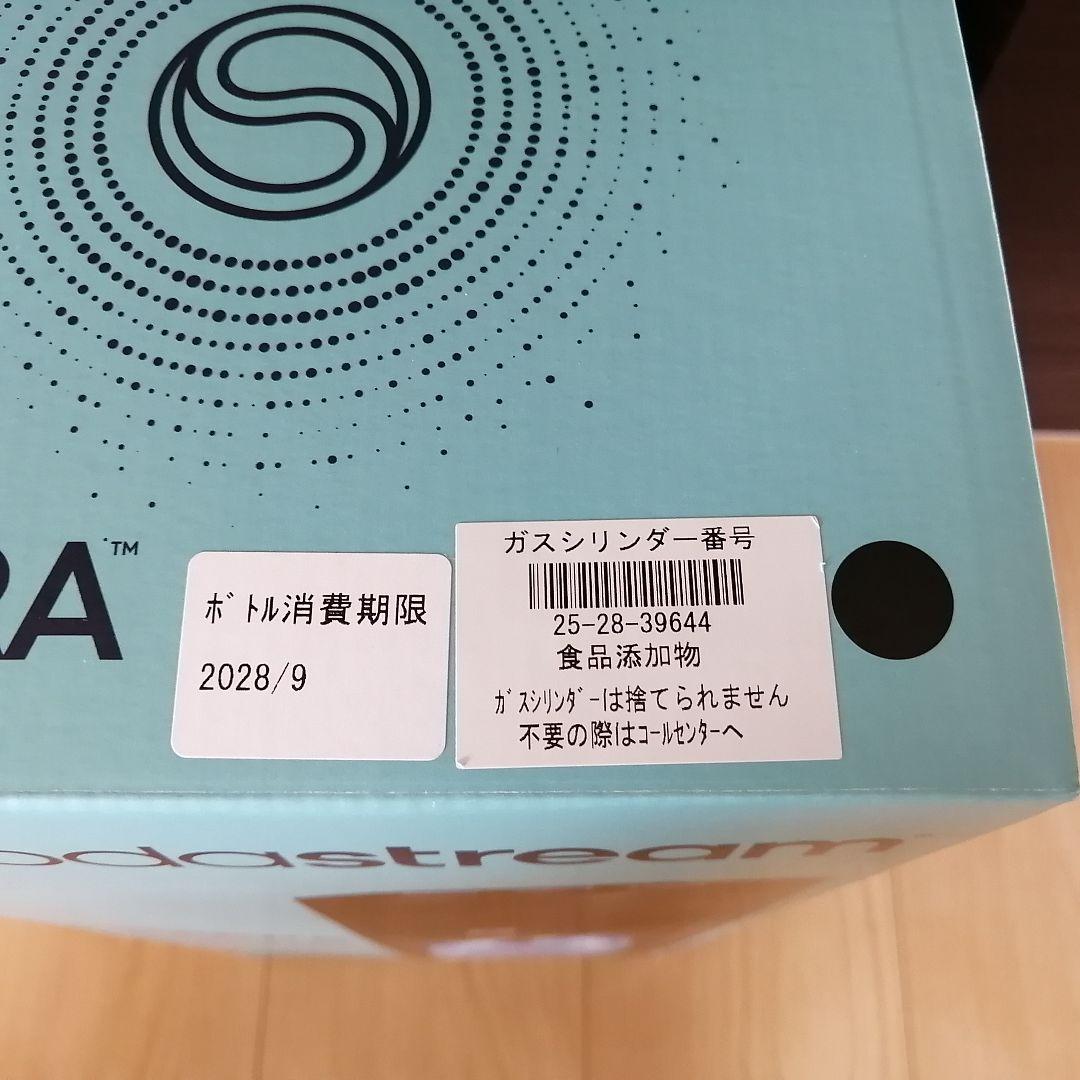 RA™
ボトル消費期限
2028/9
ガスシリンダー番号
25-28-39644
食品添加物
ガスシリンダーは捨てられません
不要の際はコールセンターへ
odastream